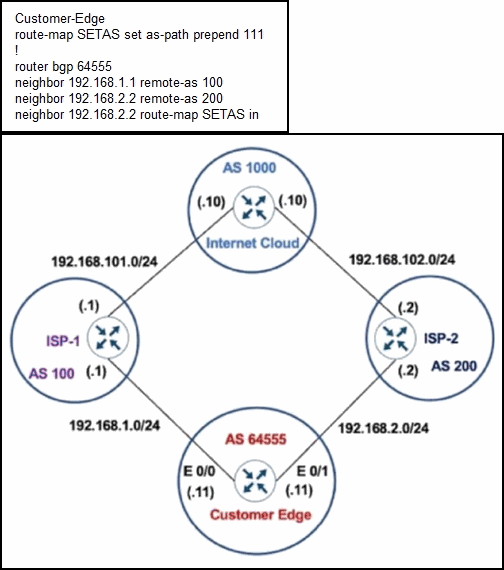 Customer-Edge
route-map SETAS set as-path prepend 111
!
router bgp 64555
neighbor 192.168.1.1 remote-as 100
neighbor 192.168.2.2 remote-as 200
neighbor 192.168.2.2 route-map SETAS in
AS 1000
(.10) (.10)
Internet Cloud
192.168.101.0/24 192.168.102.0/24
(.1) (.2)
ISP-1 ISP-2
AS 100 (.1) (.2) AS 200
192.168.1.0/24 192.168.2.0/24
AS 64555
E 0/0 E 0/1
(.11) (.11)
Customer Edge